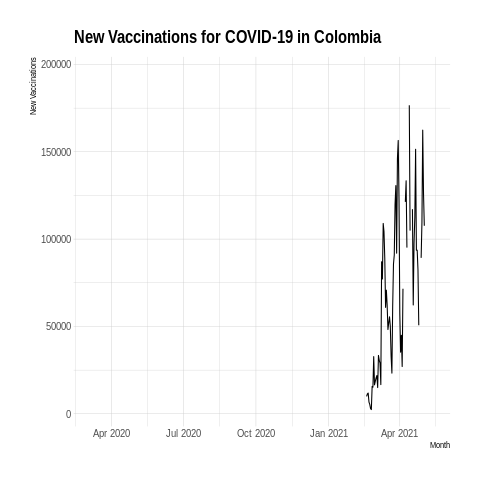 New Vaccinations for COVID-19 in Colombia
New Vaccinations
200000
150000
100000
50000
0
Apr 2020 Jul 2020 Oct 2020 Jan 2021 Apr 2021
Month